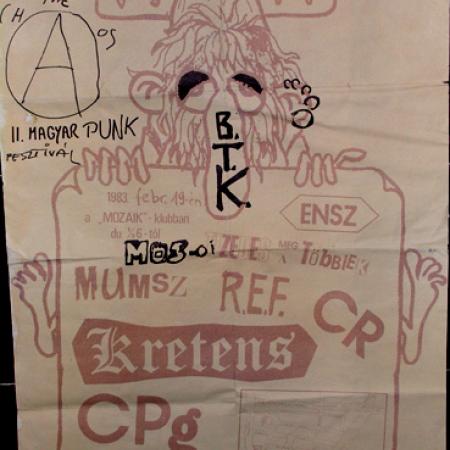 THE
CH A OS
II. MAGYAR PUNK
FESZTIVÁL
B.
T.
K.
1983. febr. 19-én
a „MOZAIK”-klubban
du ½6-tól
ENSZ
MOS-OI
MEG A TÖBBIEK
MUMSZ R.E.F. CR
Kretens
CPg